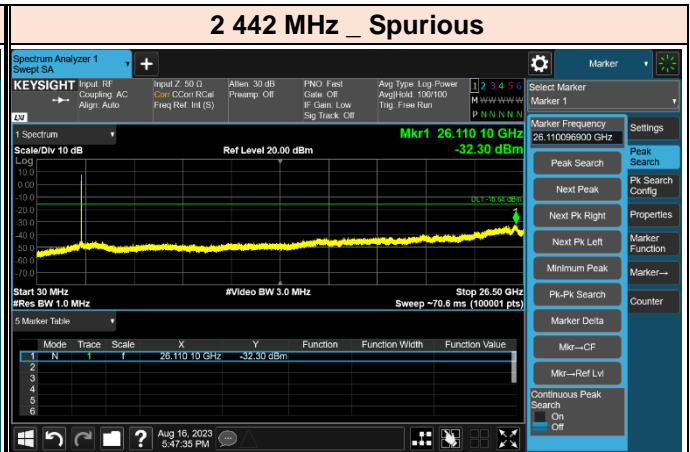 2 442 MHz _ Spurious
Spectrum Analyzer 1
Swept SA
+
Marker
KEYSIGHT
Input: RF
Coupling: AC
Align: Auto
Input Z: 50 Ω
Corr CCorr RCal
Freq Ref: Int (S)
Atten: 30 dB
Preamp: Off
PNO: Fast
Gate: Off
IF Gain: Low
Sig Track: Off
Avg Type: Log-Power
Avg|Hold: 100/100
Trig: Free Run
1 2 3 4 5 6
M W W W W W
P N N N N N
Select Marker
Marker 1
LXI
1 Spectrum
Mkr1 26.110 10 GHz
Scale/Div 10 dB
Ref Level 20.00 dBm
-32.30 dBm
Log
10.0
0.00
-10.0
-20.0
-30.0
-40.0
-50.0
-60.0
-70.0
DL1 -15.64 dBm
1
Start 30 MHz
#Video BW 3.0 MHz
Stop 26.50 GHz
#Res BW 1.0 MHz
Sweep ~70.6 ms (100001 pts)
5 Marker Table
Mode Trace Scale X Y Function Function Width Function Value
1 N 1 f 26.110 10 GHz -32.30 dBm
2
3
4
5
6
Marker Frequency
26.110096900 GHz
Peak Search
Next Peak
Next Pk Right
Next Pk Left
Minimum Peak
Pk-Pk Search
Marker Delta
Mkr→CF
Mkr→Ref Lvl
Continuous Peak
Search
On
Off
Settings
Peak
Search
Pk Search
Config
Properties
Marker
Function
Marker→
Counter
?
Aug 16, 2023
5:47:35 PM